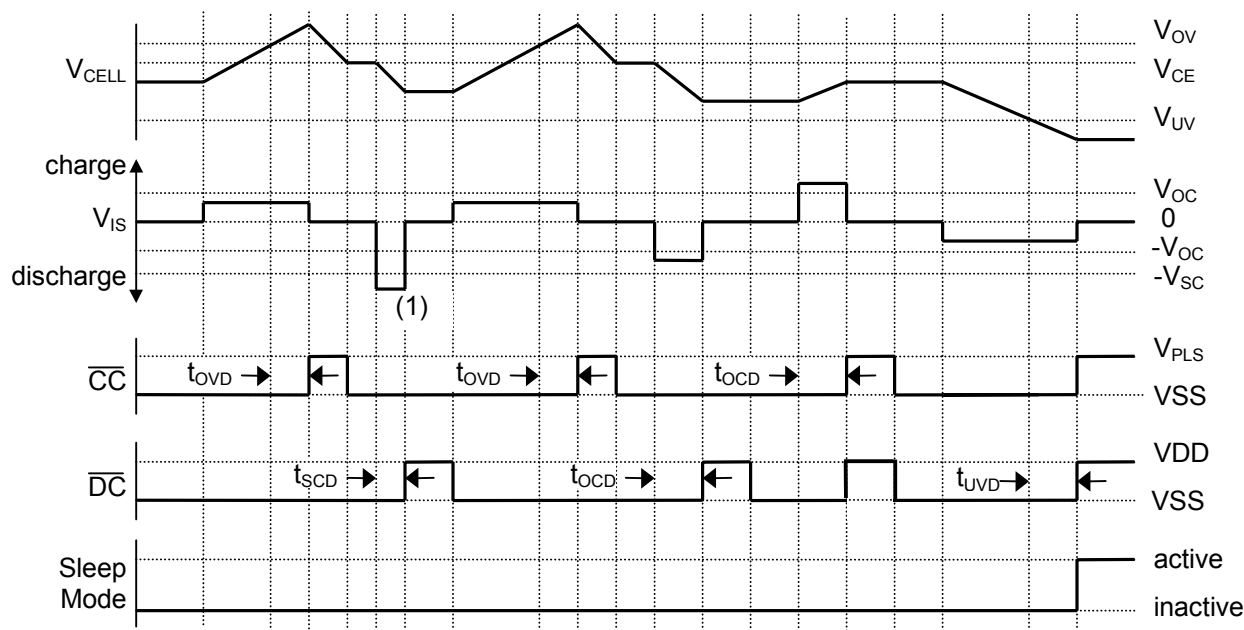 V_CELL
V_OV
V_CE
V_UV
charge
V_IS
discharge
V_OC
0
-V_OC
-V_SC
(1)
CC
t_OVD
t_OVD
t_OCD
V_PLS
VSS
DC
t_SCD
t_OCD
t_UVD
VDD
VSS
Sleep
Mode
active
inactive